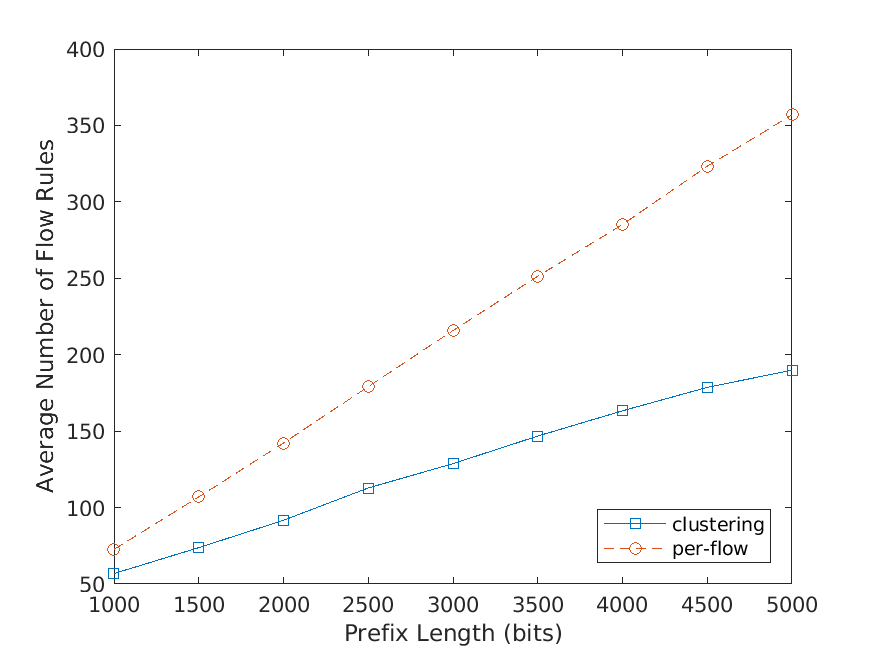 400
350
300
250
200
150
100
50
Average Number of Flow Rules
clustering
per-flow
1000 1500 2000 2500 3000 3500 4000 4500 5000
Prefix Length (bits)